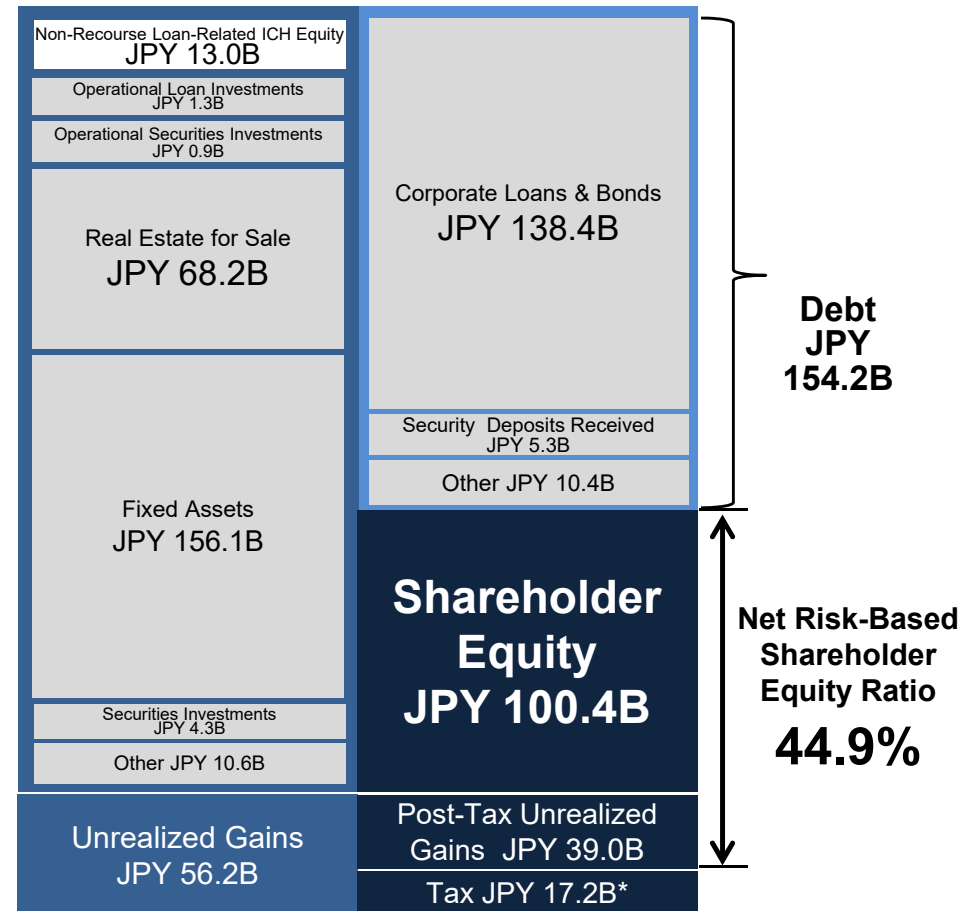 Non-Recourse Loan-Related ICH Equity
JPY 13.0B
Operational Loan Investments
JPY 1.3B
Operational Securities Investments
JPY 0.9B
Real Estate for Sale
JPY 68.2B
Fixed Assets
JPY 156.1B
Securities Investments
JPY 4.3B
Other JPY 10.6B
Unrealized Gains
JPY 56.2B
Corporate Loans & Bonds
JPY 138.4B
Security Deposits Received
JPY 5.3B
Other JPY 10.4B
Shareholder
Equity
JPY 100.4B
Post-Tax Unrealized
Gains JPY 39.0B
Tax JPY 17.2B*
Debt
JPY
154.2B
Net Risk-Based
Shareholder
Equity Ratio
44.9%